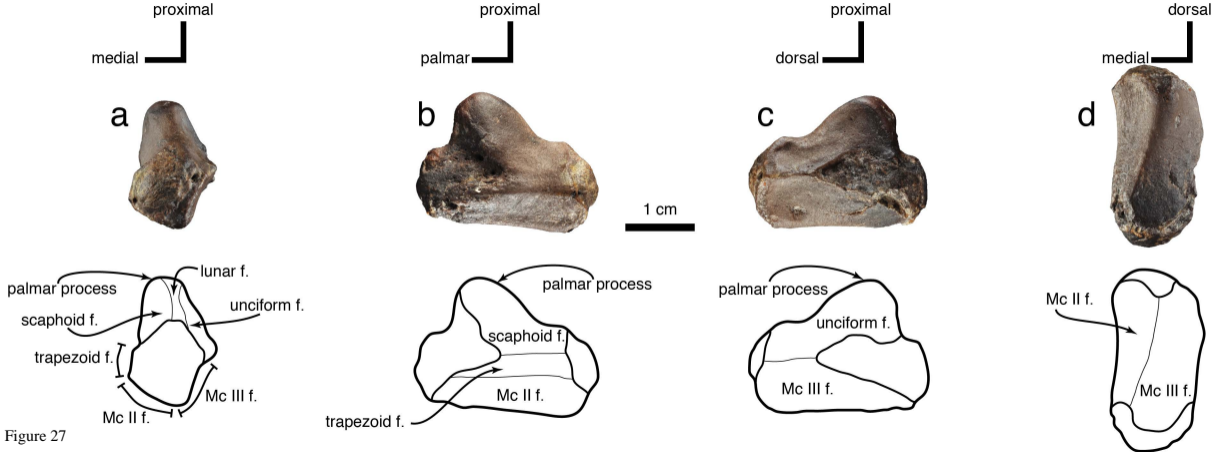 proximal
medial
proximal
palmar
proximal
dorsal
dorsal
medial
a
b
c
d
1 cm
palmar process
lunar f.
scaphoid f.
unciform f.
trapezoid f.
Mc II f.
Mc III f.
palmar process
scaphoid f.
Mc II f.
trapezoid f.
palmar process
unciform f.
Mc III f.
Mc II f.
Mc III f.
Figure 27